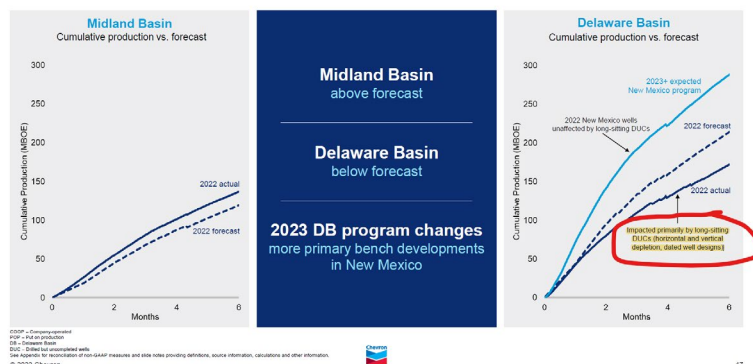 Midland Basin
Cumulative production vs. forecast
Cumulative Production (MBOE)
300
250
200
150
100
50
0
2022 actual
2022 forecast
0
2
4
6
Months
Midland Basin
above forecast
Delaware Basin
below forecast
2023 DB program changes
more primary bench developments
in New Mexico
Delaware Basin
Cumulative production vs. forecast
Cumulative Production (MBOE)
300
250
200
150
100
50
0
2023+ expected
New Mexico program
2022 New Mexico wells
unaffected by long-sitting DUCs
2022 forecast
2022 actual
Impacted primarily by long-sitting
DUCs (horizontal and vertical
depletion, dated well designs)
0
2
4
6
Months
COOP – Company-operated
POP – Put on production
DB – Delaware Basin
DUC – Drilled but uncompleted wells
See Appendix for reconciliation of non-GAAP measures and slide notes providing definitions, source information, calculations and other information.
Chevron